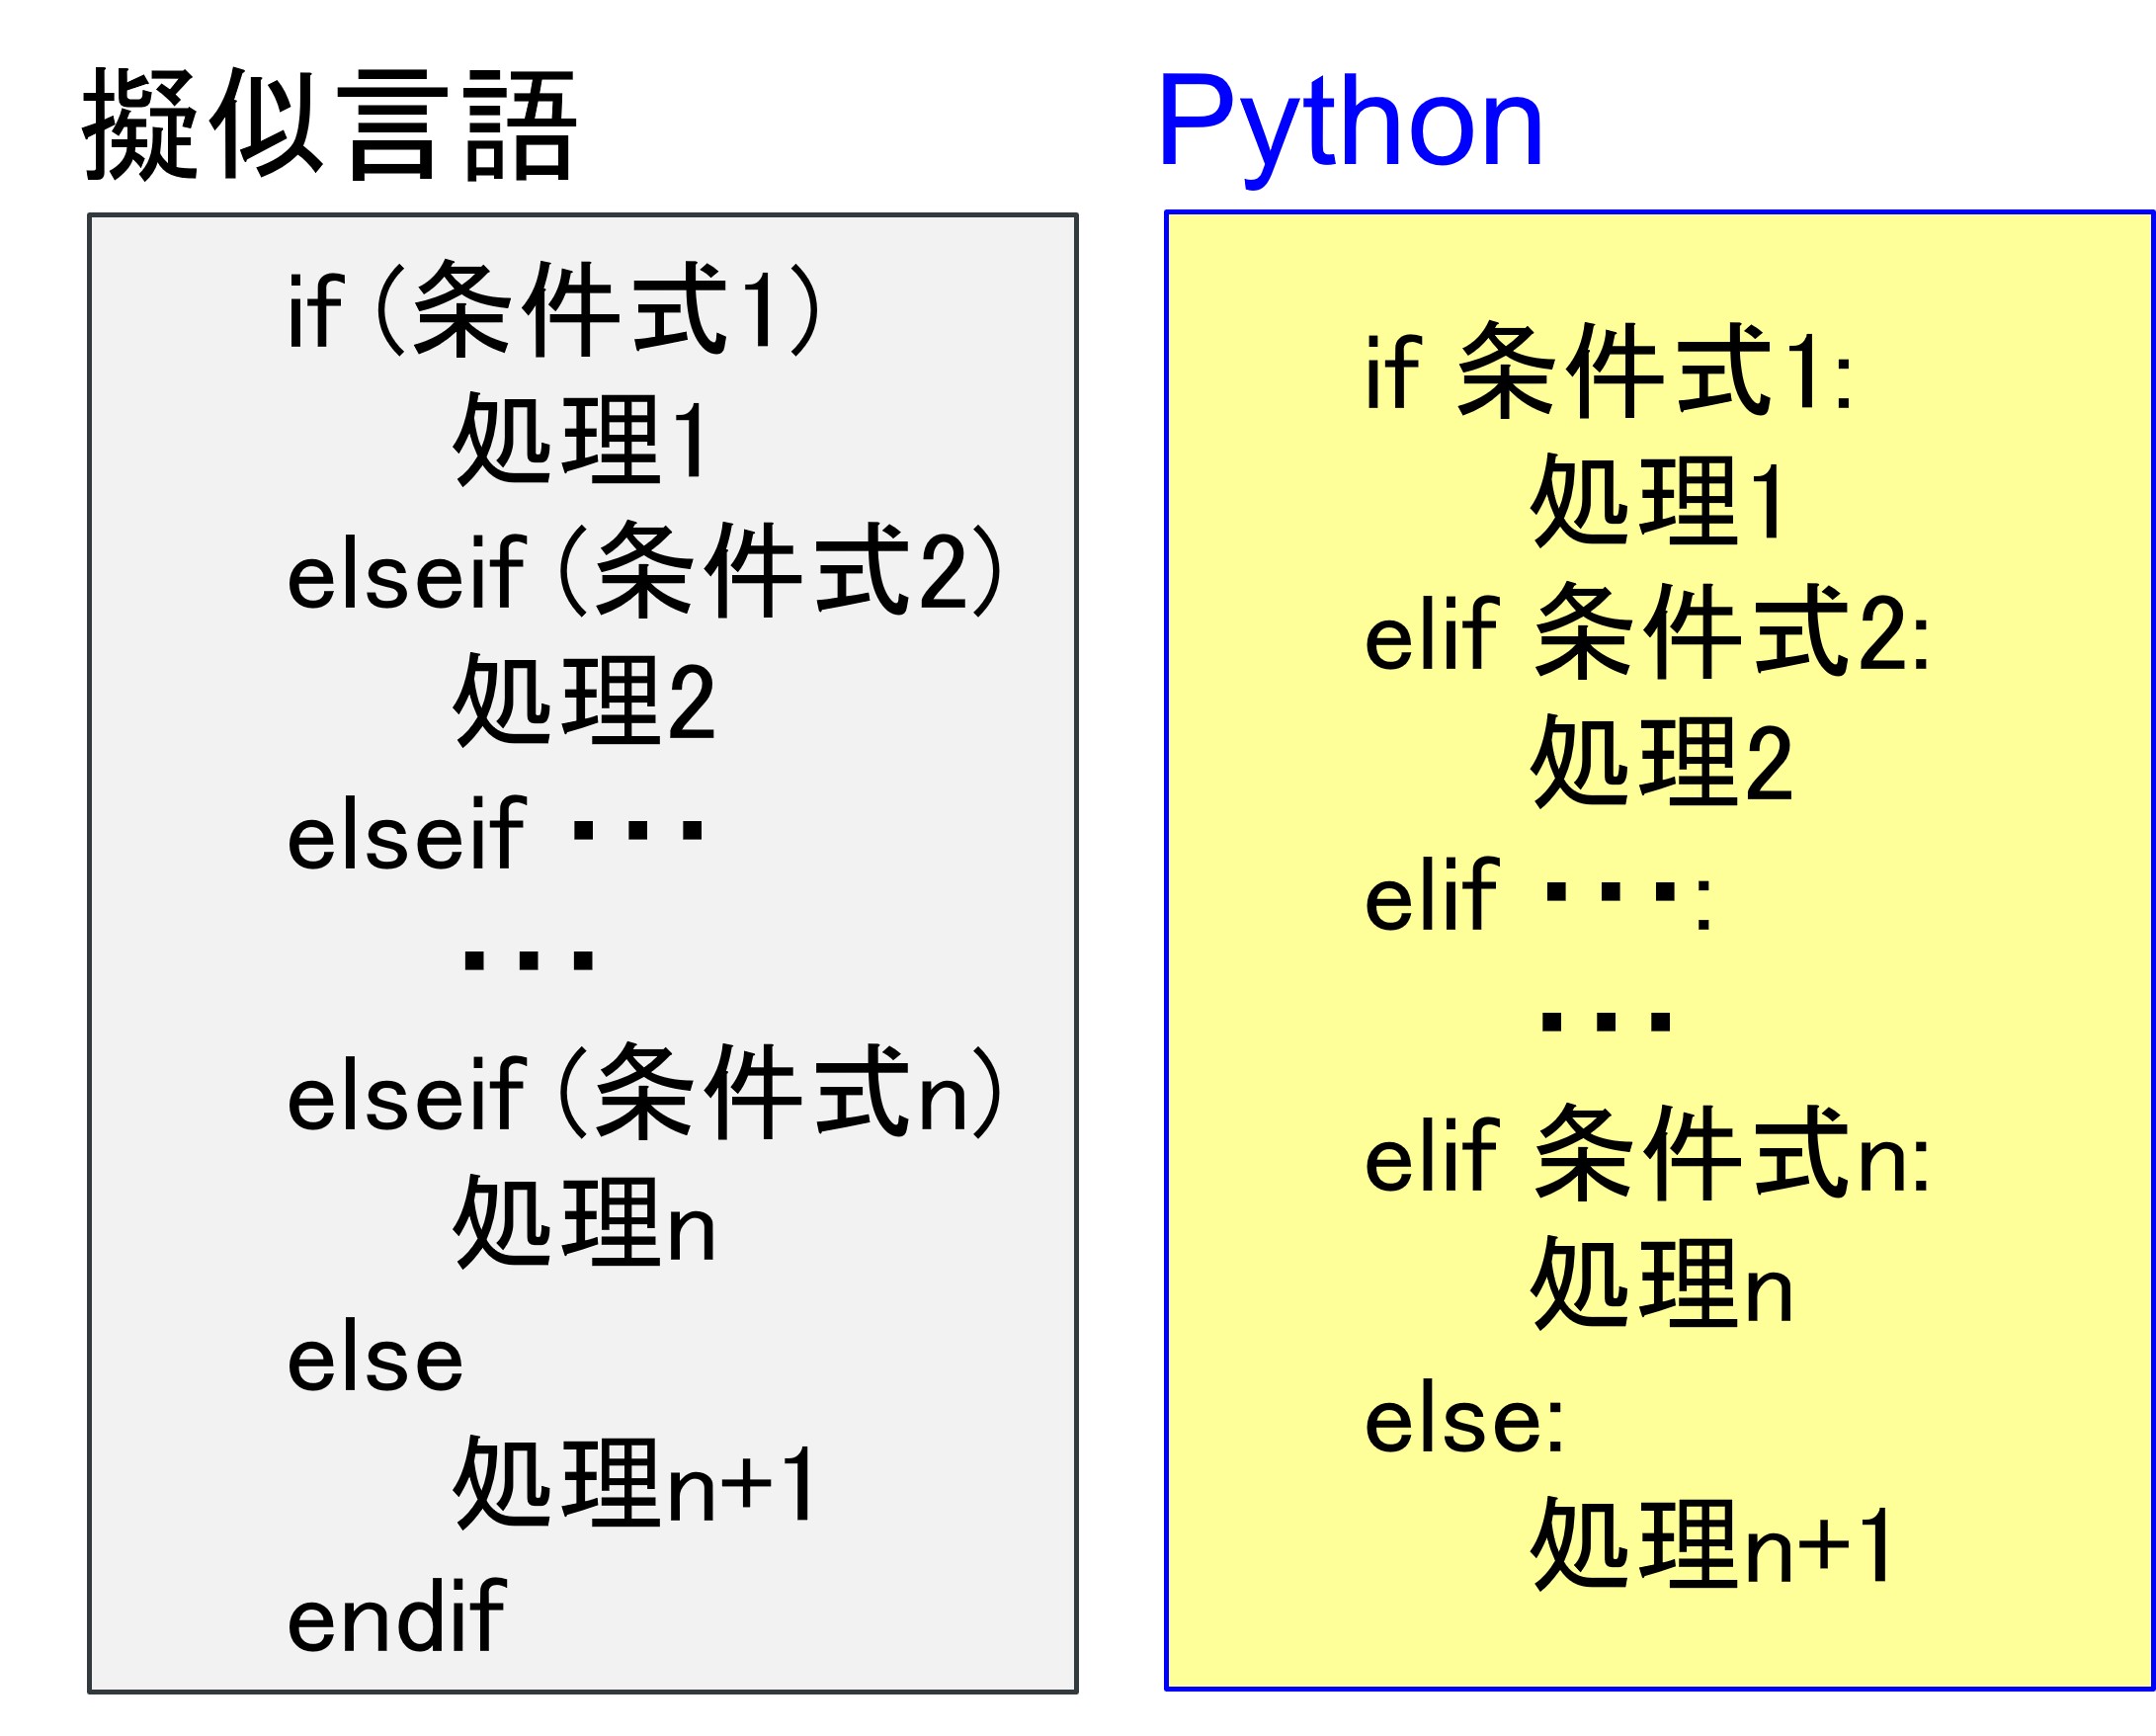 擬似言語
if (条件式1)
処理1
elseif (条件式2)
処理2
elseif ・・・
・・・
elseif (条件式n)
処理n
else
処理n+1
endif
Python
if 条件式1:
処理1
elif 条件式2:
処理2
elif ・・・:
・・・
elif 条件式n:
処理n
else:
処理n+1